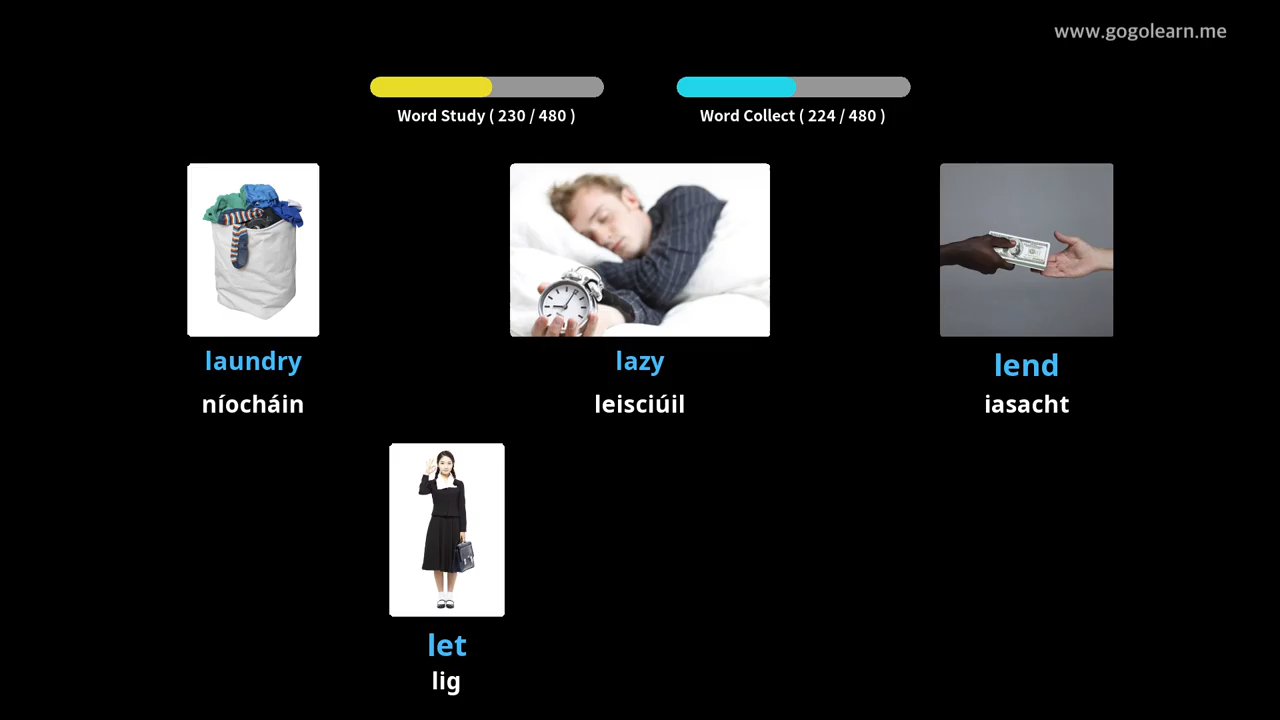 www.gogolearn.me
Word Study ( 230 / 480 )
Word Collect ( 224 / 480 )
laundry
níocháin
lazy
leisciúil
lend
iasacht
let
lig